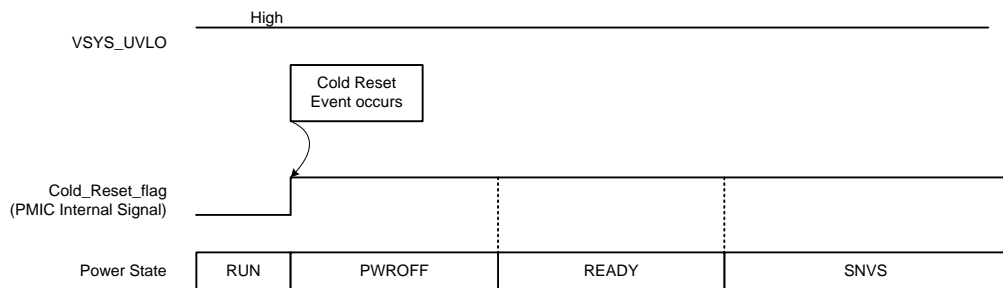 High
VSYS_UVLO
Cold Reset
Event occurs
Cold_Reset_flag
(PMIC Internal Signal)
Power State
RUN
PWROFF
READY
SNVS